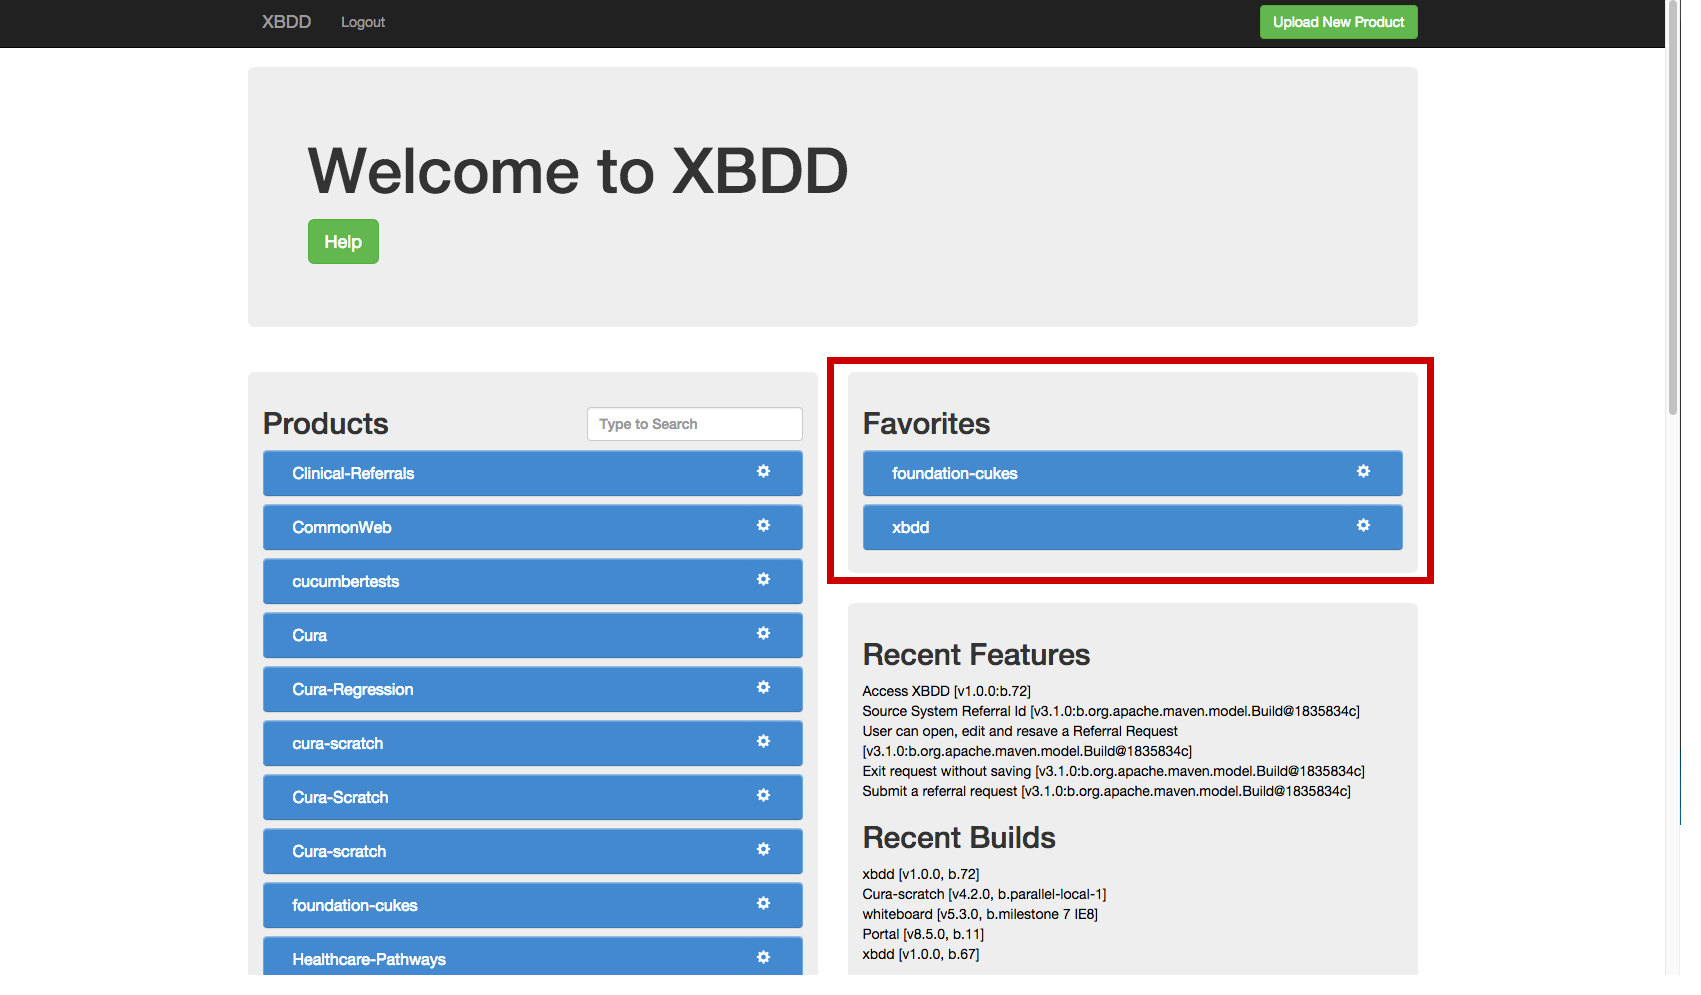 XBDD
Logout
Upload New Product
Welcome to XBDD
Help
Products
Type to Search
Clinical-Referrals
CommonWeb
cucumbertests
Cura
Cura-Regression
cura-scratch
Cura-Scratch
Cura-scratch
foundation-cukes
Healthcare-Pathways
Favorites
foundation-cukes
xbdd
Recent Features
Access XBDD [v1.0.0:b.72]
Source System Referral Id [v3.1.0:b.org.apache.maven.model.Build@1835834c]
User can open, edit and resave a Referral Request
[v3.1.0:b.org.apache.maven.model.Build@1835834c]
Exit request without saving [v3.1.0:b.org.apache.maven.model.Build@1835834c]
Submit a referral request [v3.1.0:b.org.apache.maven.model.Build@1835834c]
Recent Builds
xbdd [v1.0.0, b.72]
Cura-scratch [v4.2.0, b.parallel-local-1]
whiteboard [v5.3.0, b.milestone 7 IE8]
Portal [v8.5.0, b.11]
xbdd [v1.0.0, b.67]